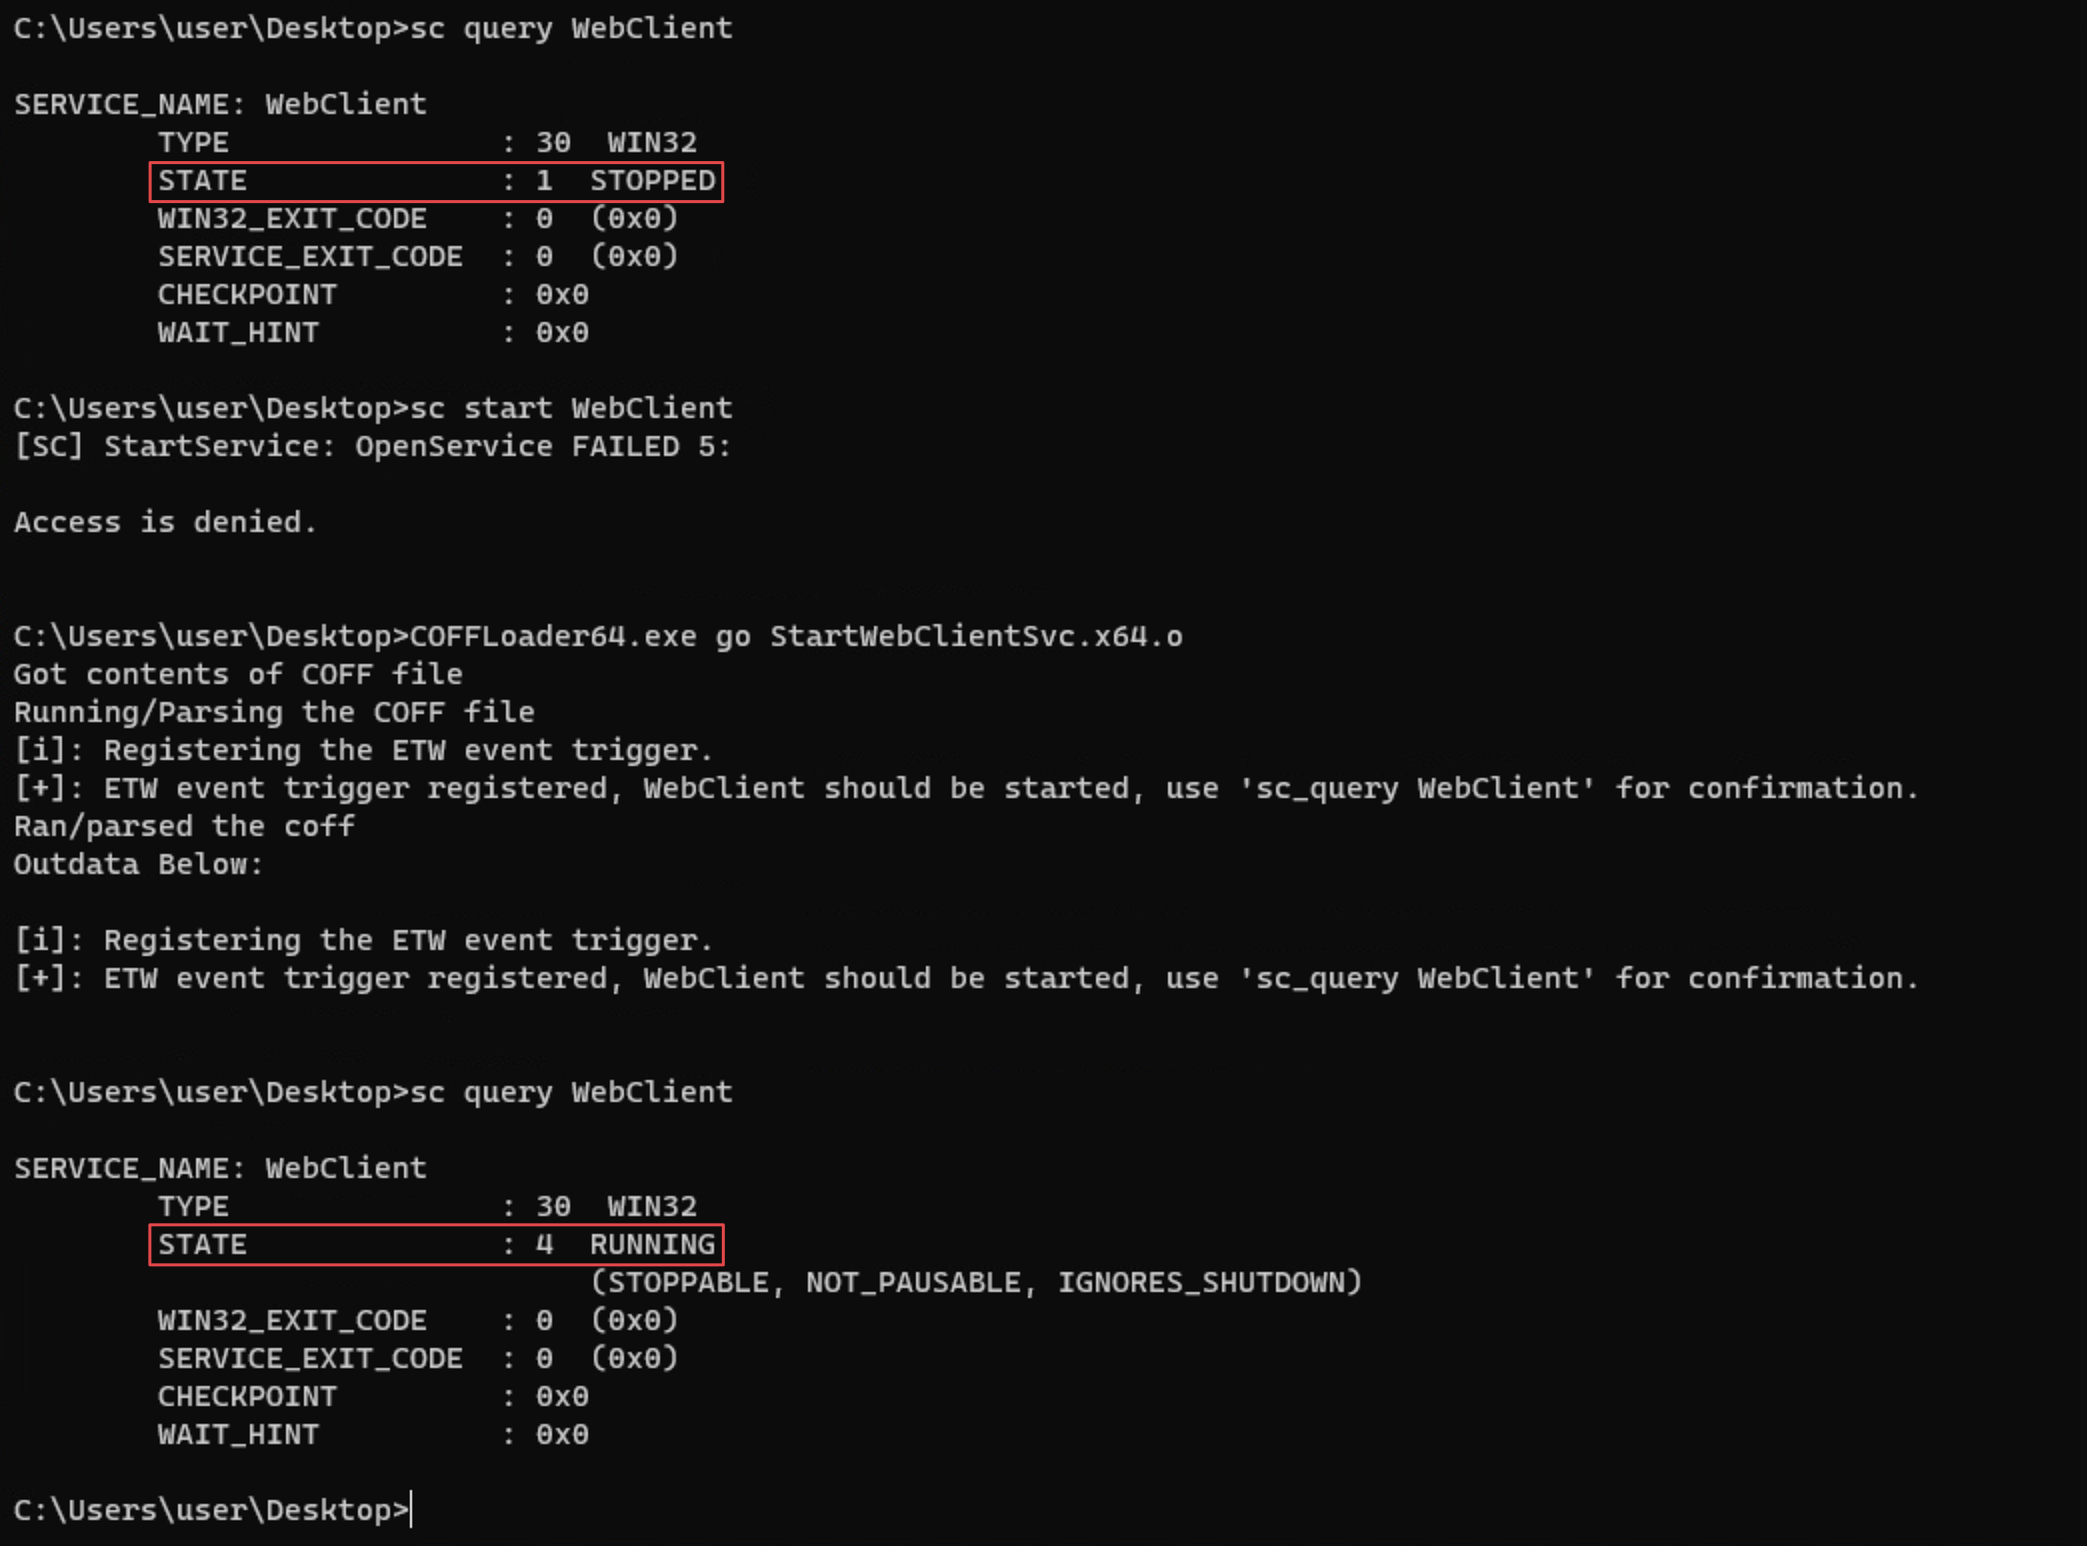 C:\Users\user\Desktop>sc query WebClient
SERVICE_NAME: WebClient
TYPE : 30 WIN32
STATE : 1 STOPPED
WIN32_EXIT_CODE : 0 (0x0)
SERVICE_EXIT_CODE : 0 (0x0)
CHECKPOINT : 0x0
WAIT_HINT : 0x0
C:\Users\user\Desktop>sc start WebClient
[SC] StartService: OpenService FAILED 5:
Access is denied.
C:\Users\user\Desktop>COFFLoader64.exe go StartWebClientSvc.x64.o
Got contents of COFF file
Running/Parsing the COFF file
[i]: Registering the ETW event trigger.
[+]: ETW event trigger registered, WebClient should be started, use 'sc_query WebClient' for confirmation.
Ran/parsed the coff
Outdata Below:
[i]: Registering the ETW event trigger.
[+]: ETW event trigger registered, WebClient should be started, use 'sc_query WebClient' for confirmation.
C:\Users\user\Desktop>sc query WebClient
SERVICE_NAME: WebClient
TYPE : 30 WIN32
STATE : 4 RUNNING
(STOPPABLE, NOT_PAUSABLE, IGNORES_SHUTDOWN)
WIN32_EXIT_CODE : 0 (0x0)
SERVICE_EXIT_CODE : 0 (0x0)
CHECKPOINT : 0x0
WAIT_HINT : 0x0
C:\Users\user\Desktop>